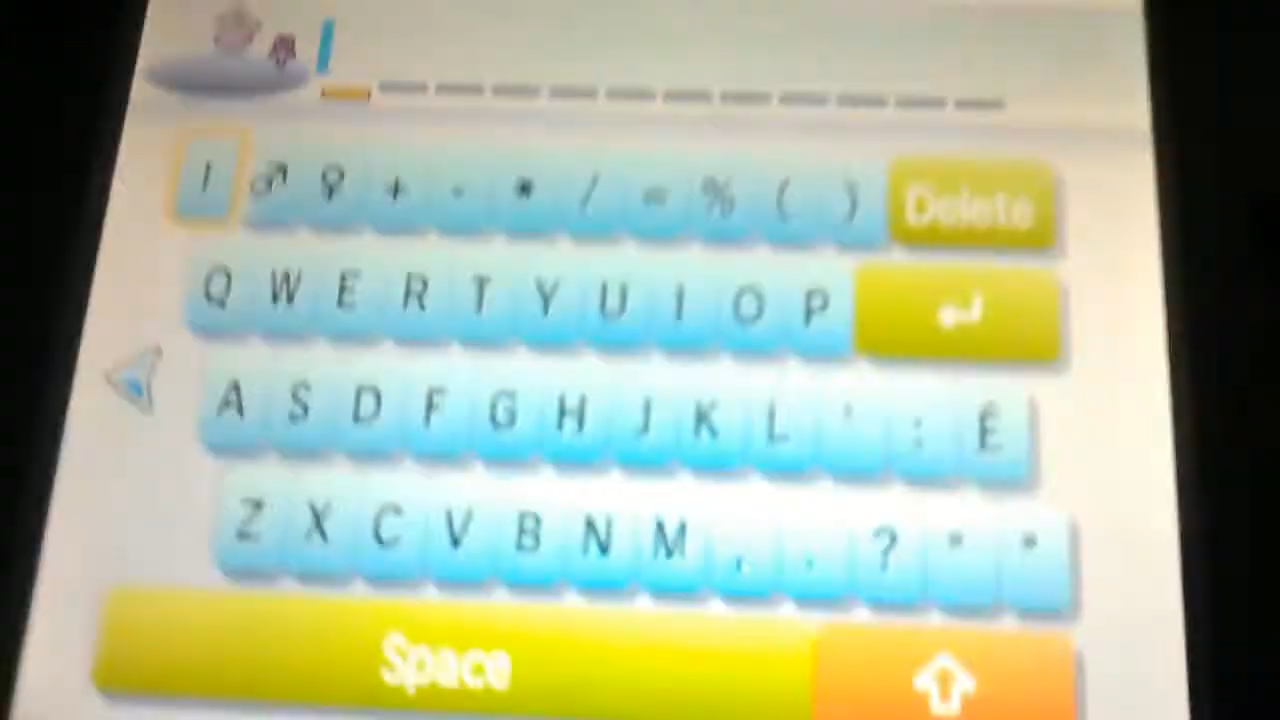 ! ♂ ♀ + - * / = % ( ) Delete
Q W E R T Y U I O P ↵
A S D F G H J K L ' : É
Z X C V B N M , . ? " "
Space ⇧